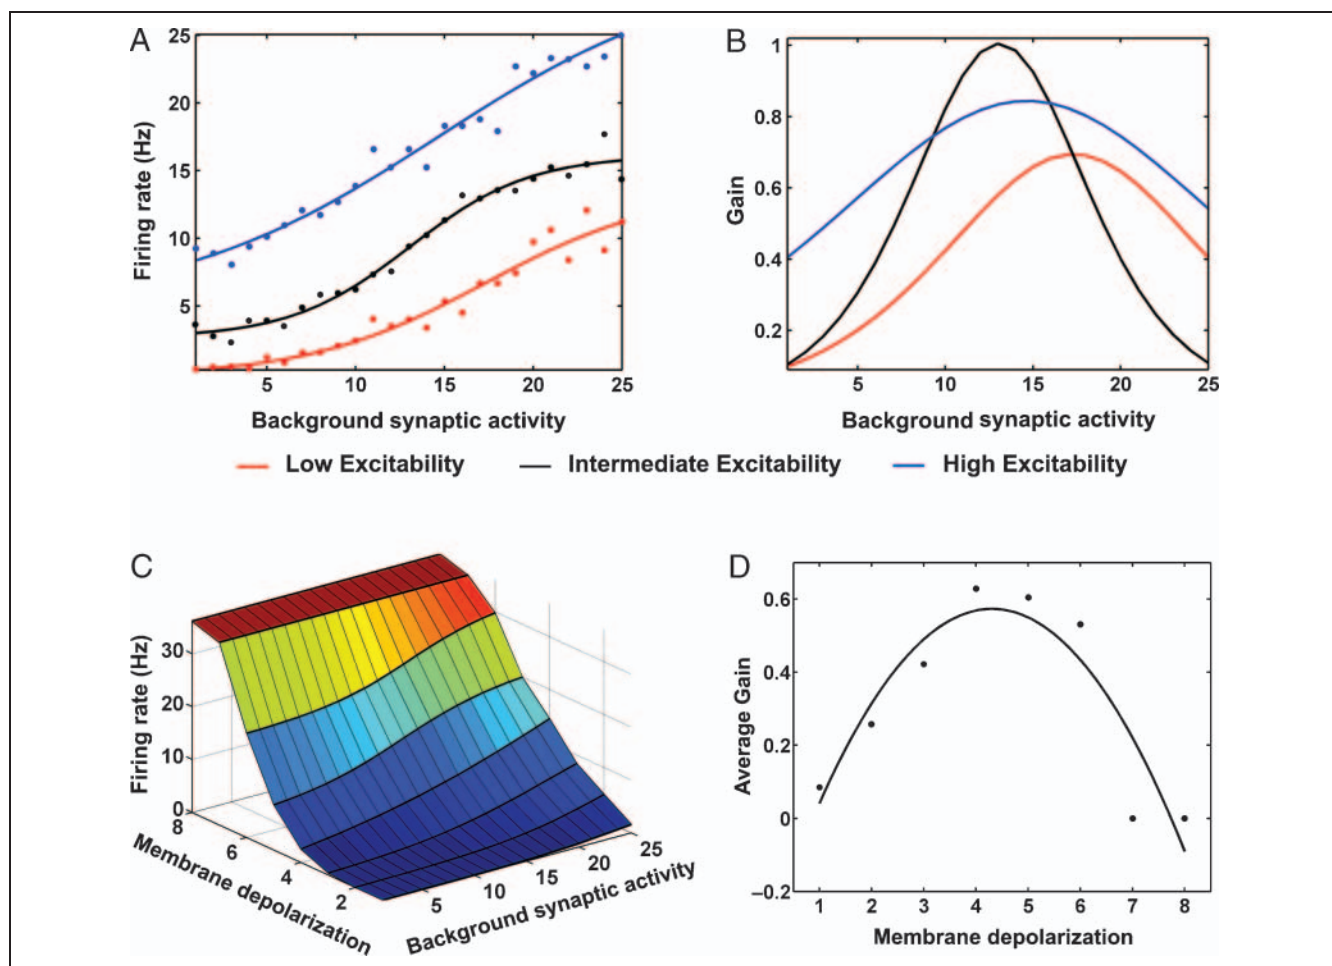 A
25
20
15
10
5
Firing rate (Hz)
5 10 15 20 25
Background synaptic activity
B
1
0.8
0.6
0.4
0.2
Gain
5 10 15 20 25
Background synaptic activity
Low Excitability Intermediate Excitability High Excitability
C
30
20
10
0
Firing rate (Hz)
8
6
4
2
Membrane depolarization
5 10 15 20 25
Background synaptic activity
D
0.6
0.4
0.2
0
−0.2
Average Gain
1 2 3 4 5 6 7 8
Membrane depolarization